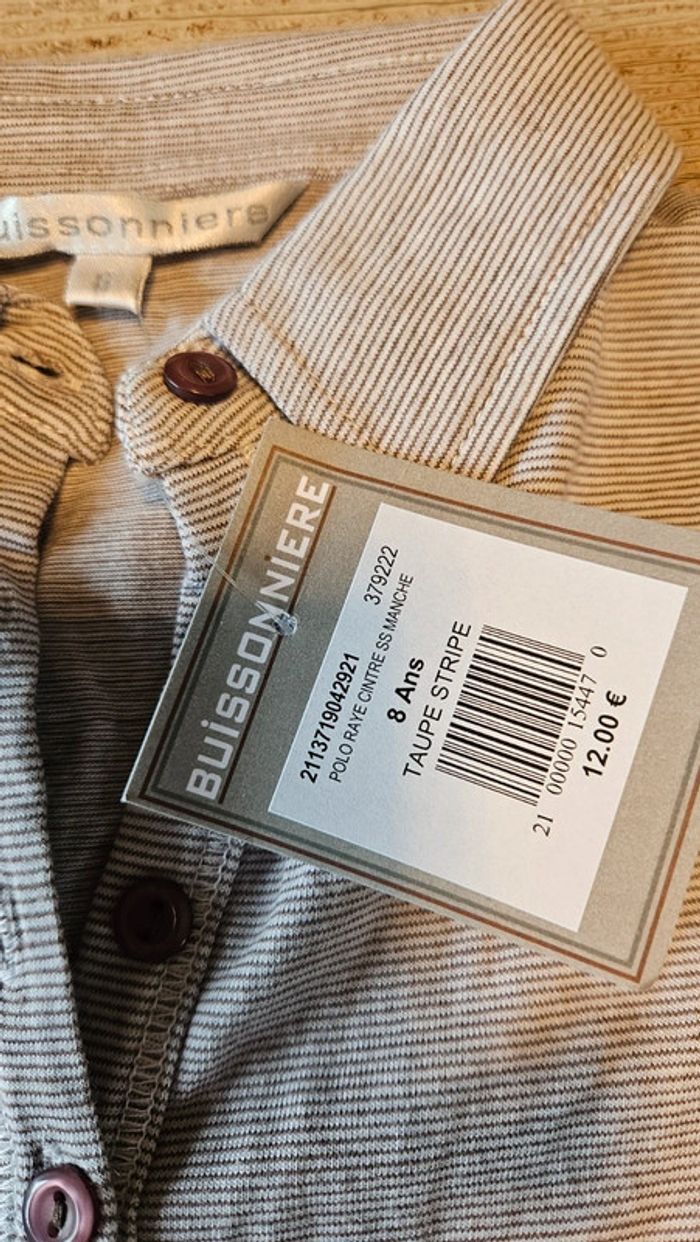 uissonniere
BUISSONNIERE
2113719042921
379222
POLO RAYE CINTRE SS MANCHE
8 Ans
TAUPE STRIPE
21 00000 15447 0
12.00 €